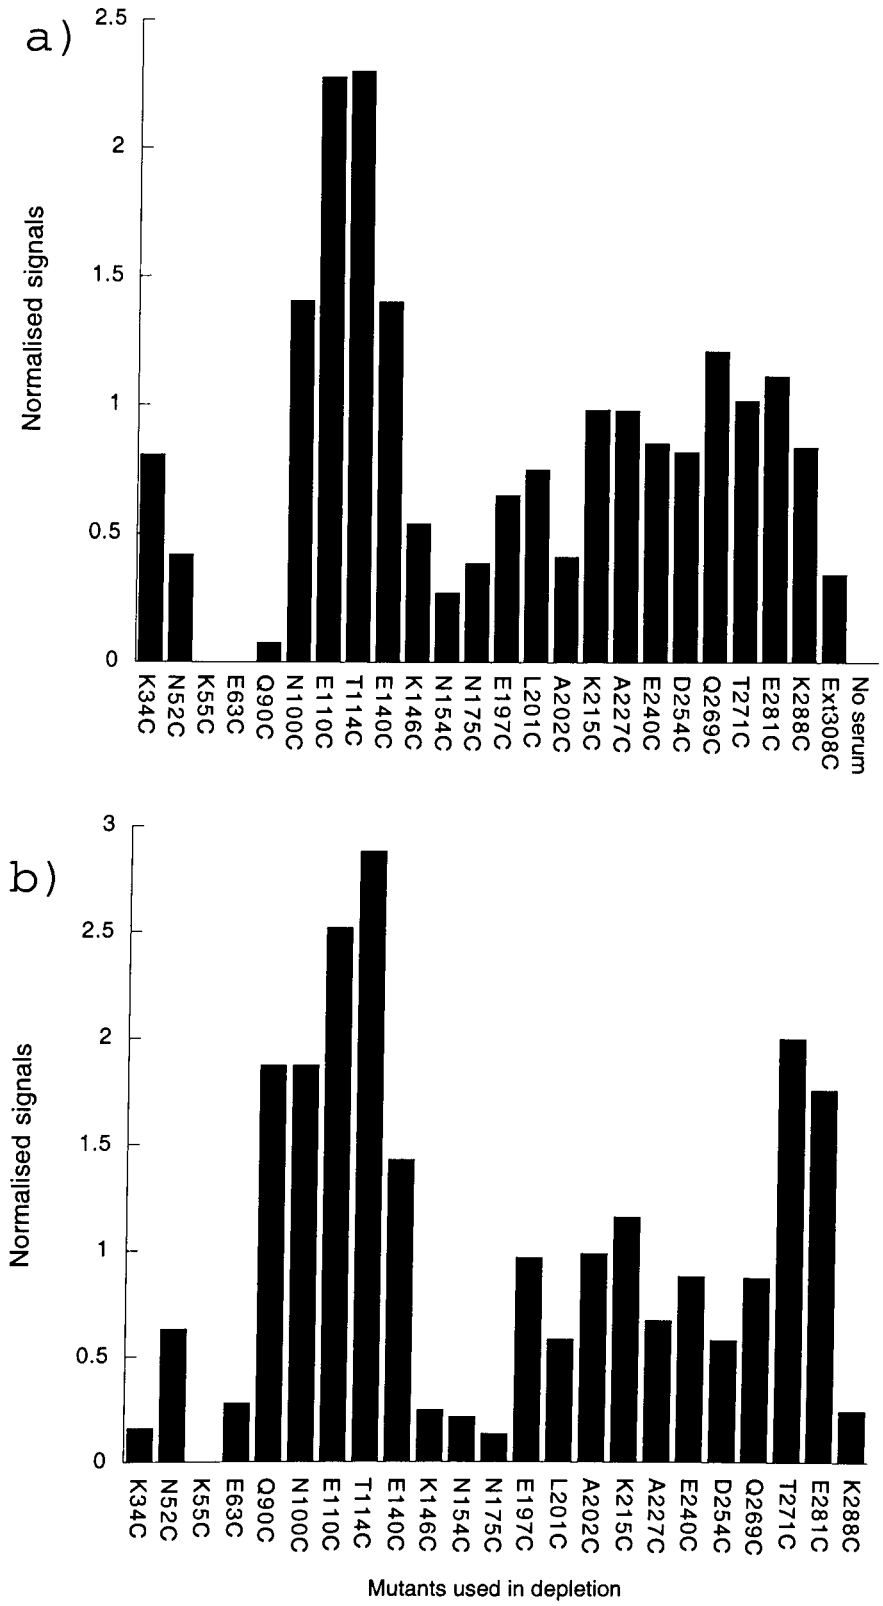 a)
2.5
2
1.5
1
0.5
0
Normalised signals
K34C
N52C
K55C
E63C
Q90C
N100C
E110C
T114C
E140C
K146C
N154C
N175C
E197C
L201C
A202C
K215C
A227C
E240C
D254C
Q269C
T271C
E281C
K288C
Ext308C
No serum
b)
3
2.5
2
1.5
1
0.5
0
Normalised signals
K34C
N52C
K55C
E63C
Q90C
N100C
E110C
T114C
E140C
K146C
N154C
N175C
E197C
L201C
A202C
K215C
A227C
E240C
D254C
Q269C
T271C
E281C
K288C
Mutants used in depletion